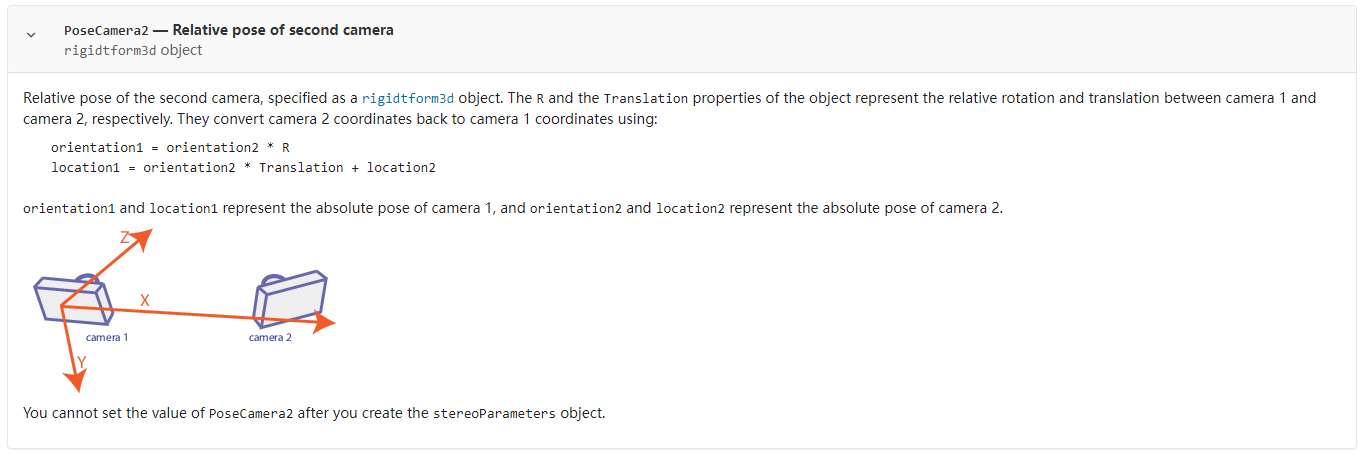 PoseCamera2 — Relative pose of second camera
rigidtform3d object
Relative pose of the second camera, specified as a rigidtform3d object. The R and the Translation properties of the object represent the relative rotation and translation between camera 1 and
camera 2, respectively. They convert camera 2 coordinates back to camera 1 coordinates using:
orientation1 = orientation2 * R
location1 = orientation2 * Translation + location2
orientation1 and location1 represent the absolute pose of camera 1, and orientation2 and location2 represent the absolute pose of camera 2.
Z
X
camera 1
camera 2
Y
You cannot set the value of PoseCamera2 after you create the stereoParameters object.